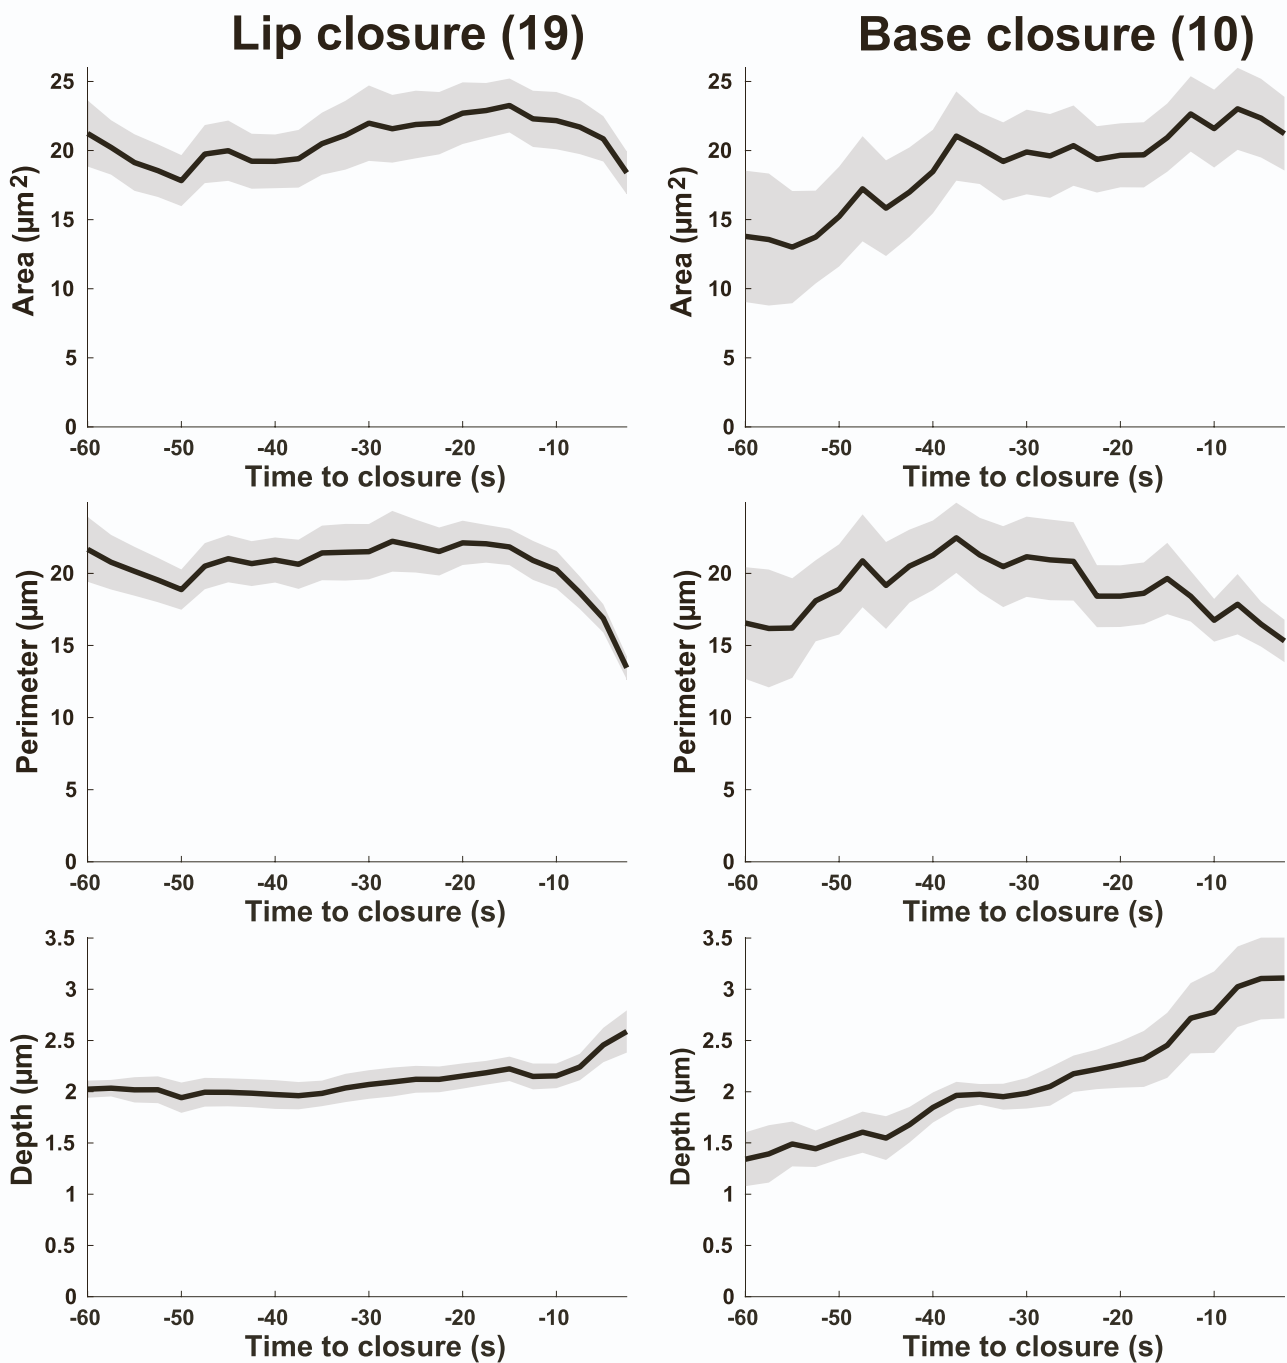 Lip closure (19)
Base closure (10)
25
20
15
10
5
0
Area (µm2)
-60 -50 -40 -30 -20 -10
Time to closure (s)
25
20
15
10
5
0
Area (µm2)
-60 -50 -40 -30 -20 -10
Time to closure (s)
20
15
10
5
0
Perimeter (µm)
-60 -50 -40 -30 -20 -10
Time to closure (s)
20
15
10
5
0
Perimeter (µm)
-60 -50 -40 -30 -20 -10
Time to closure (s)
3.5
3
2.5
2
1.5
1
0.5
0
Depth (µm)
-60 -50 -40 -30 -20 -10
Time to closure (s)
3.5
3
2.5
2
1.5
1
0.5
0
Depth (µm)
-60 -50 -40 -30 -20 -10
Time to closure (s)